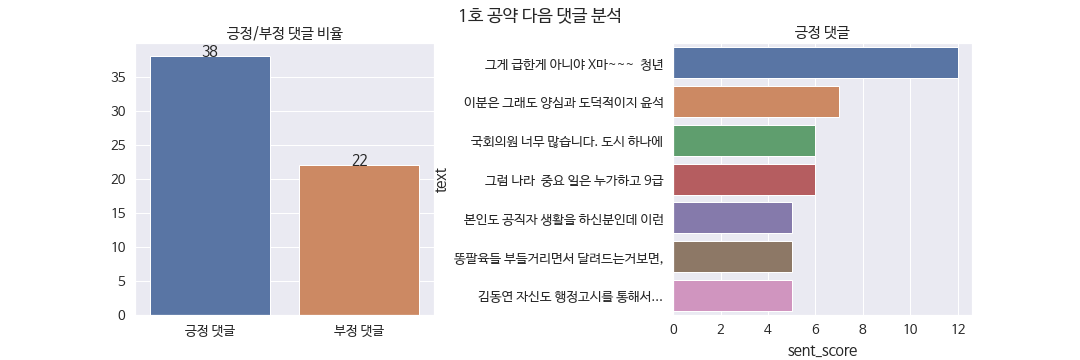 1호 공약 다음 댓글 분석
긍정/부정 댓글 비율
38
22
35
30
25
20
15
10
5
0
긍정 댓글
부정 댓글
긍정 댓글
text
그게 급한게 아니야 X마~~~ 청년
이분은 그래도 양심과 도덕적이지 윤석
국회의원 너무 많습니다. 도시 하나에
그럼 나라 중요 일은 누가하고 9급
본인도 공직자 생활을 하신분인데 이런
똥팔육들 부들거리면서 달려드는거보면,
김동연 자신도 행정고시를 통해서...
0 2 4 6 8 10 12
sent_score